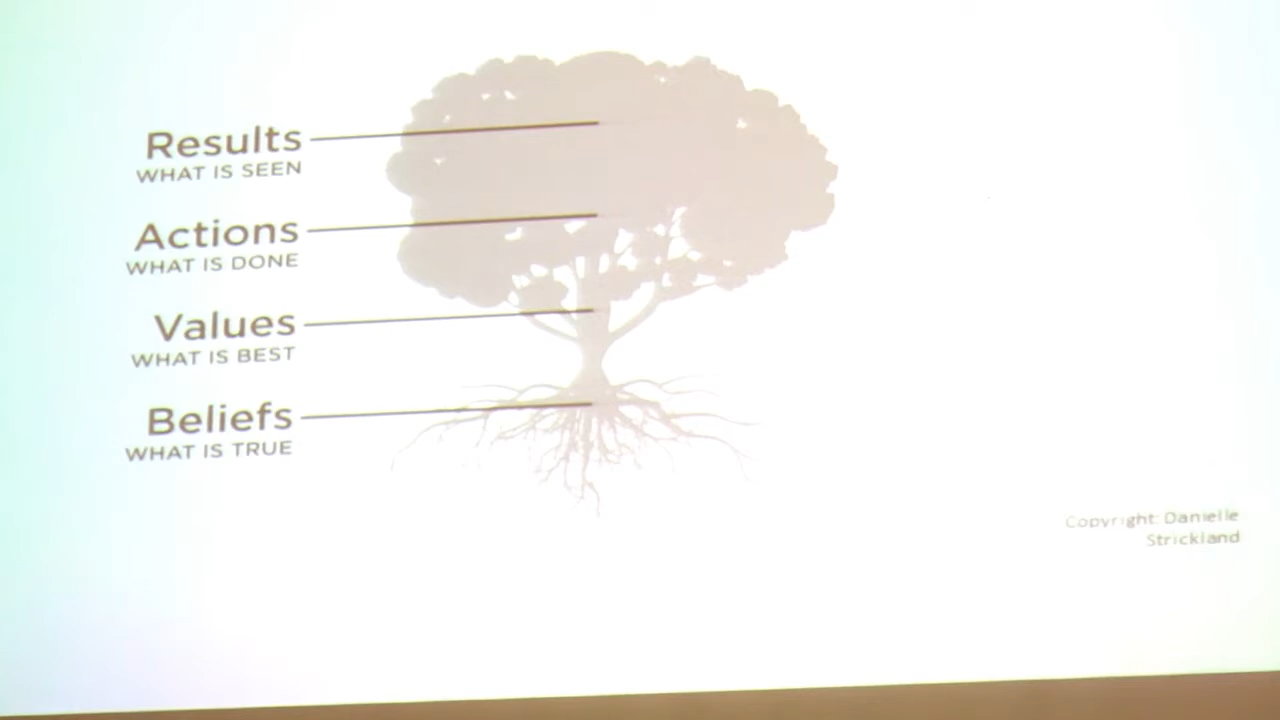 Results
WHAT IS SEEN
Actions
WHAT IS DONE
Values
WHAT IS BEST
Beliefs
WHAT IS TRUE
Copyright: Danielle
Strickland